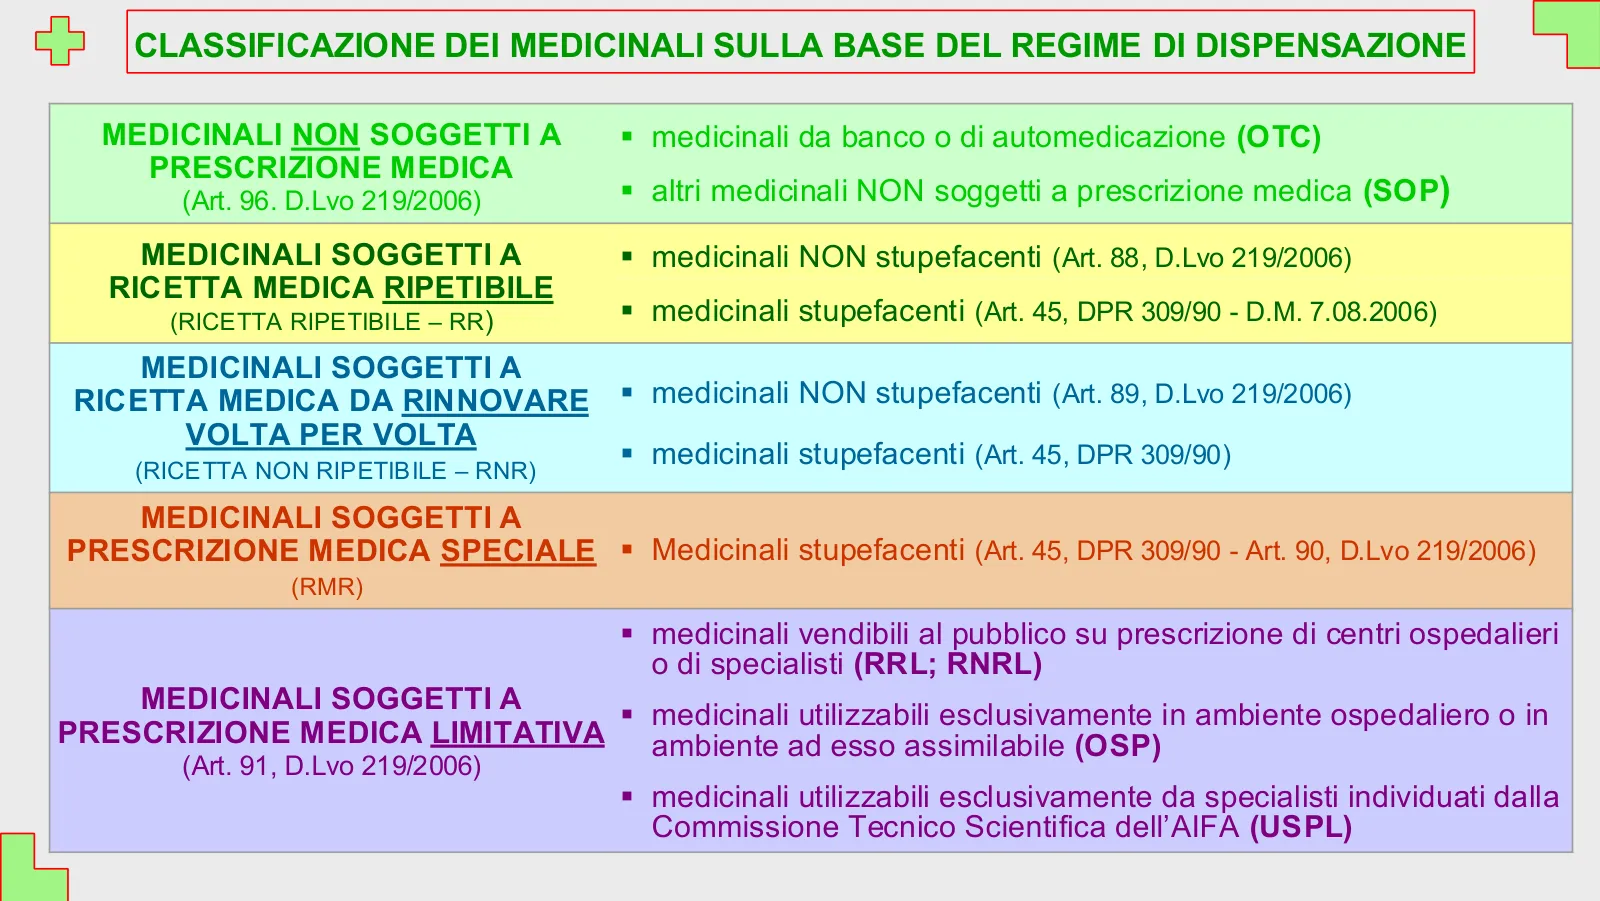 CLASSIFICAZIONE DEI MEDICINALI SULLA BASE DEL REGIME DI DISPENSAZIONE
MEDICINALI NON SOGGETTI A
PRESCRIZIONE MEDICA
(Art. 96. D.Lvo 219/2006)
▪ medicinali da banco o di automedicazione (OTC)
▪ altri medicinali NON soggetti a prescrizione medica (SOP)
MEDICINALI SOGGETTI A
RICETTA MEDICA RIPETIBILE
(RICETTA RIPETIBILE – RR)
▪ medicinali NON stupefacenti (Art. 88, D.Lvo 219/2006)
▪ medicinali stupefacenti (Art. 45, DPR 309/90 - D.M. 7.08.2006)
MEDICINALI SOGGETTI A
RICETTA MEDICA DA RINNOVARE
VOLTA PER VOLTA
(RICETTA NON RIPETIBILE – RNR)
▪ medicinali NON stupefacenti (Art. 89, D.Lvo 219/2006)
▪ medicinali stupefacenti (Art. 45, DPR 309/90)
MEDICINALI SOGGETTI A
PRESCRIZIONE MEDICA SPECIALE
(RMR)
▪ Medicinali stupefacenti (Art. 45, DPR 309/90 - Art. 90, D.Lvo 219/2006)
MEDICINALI SOGGETTI A
PRESCRIZIONE MEDICA LIMITATIVA
(Art. 91, D.Lvo 219/2006)
▪ medicinali vendibili al pubblico su prescrizione di centri ospedalieri
o di specialisti (RRL; RNRL)
▪ medicinali utilizzabili esclusivamente in ambiente ospedaliero o in
ambiente ad esso assimilabile (OSP)
▪ medicinali utilizzabili esclusivamente da specialisti individuati dalla
Commissione Tecnico Scientifica dell’AIFA (USPL)